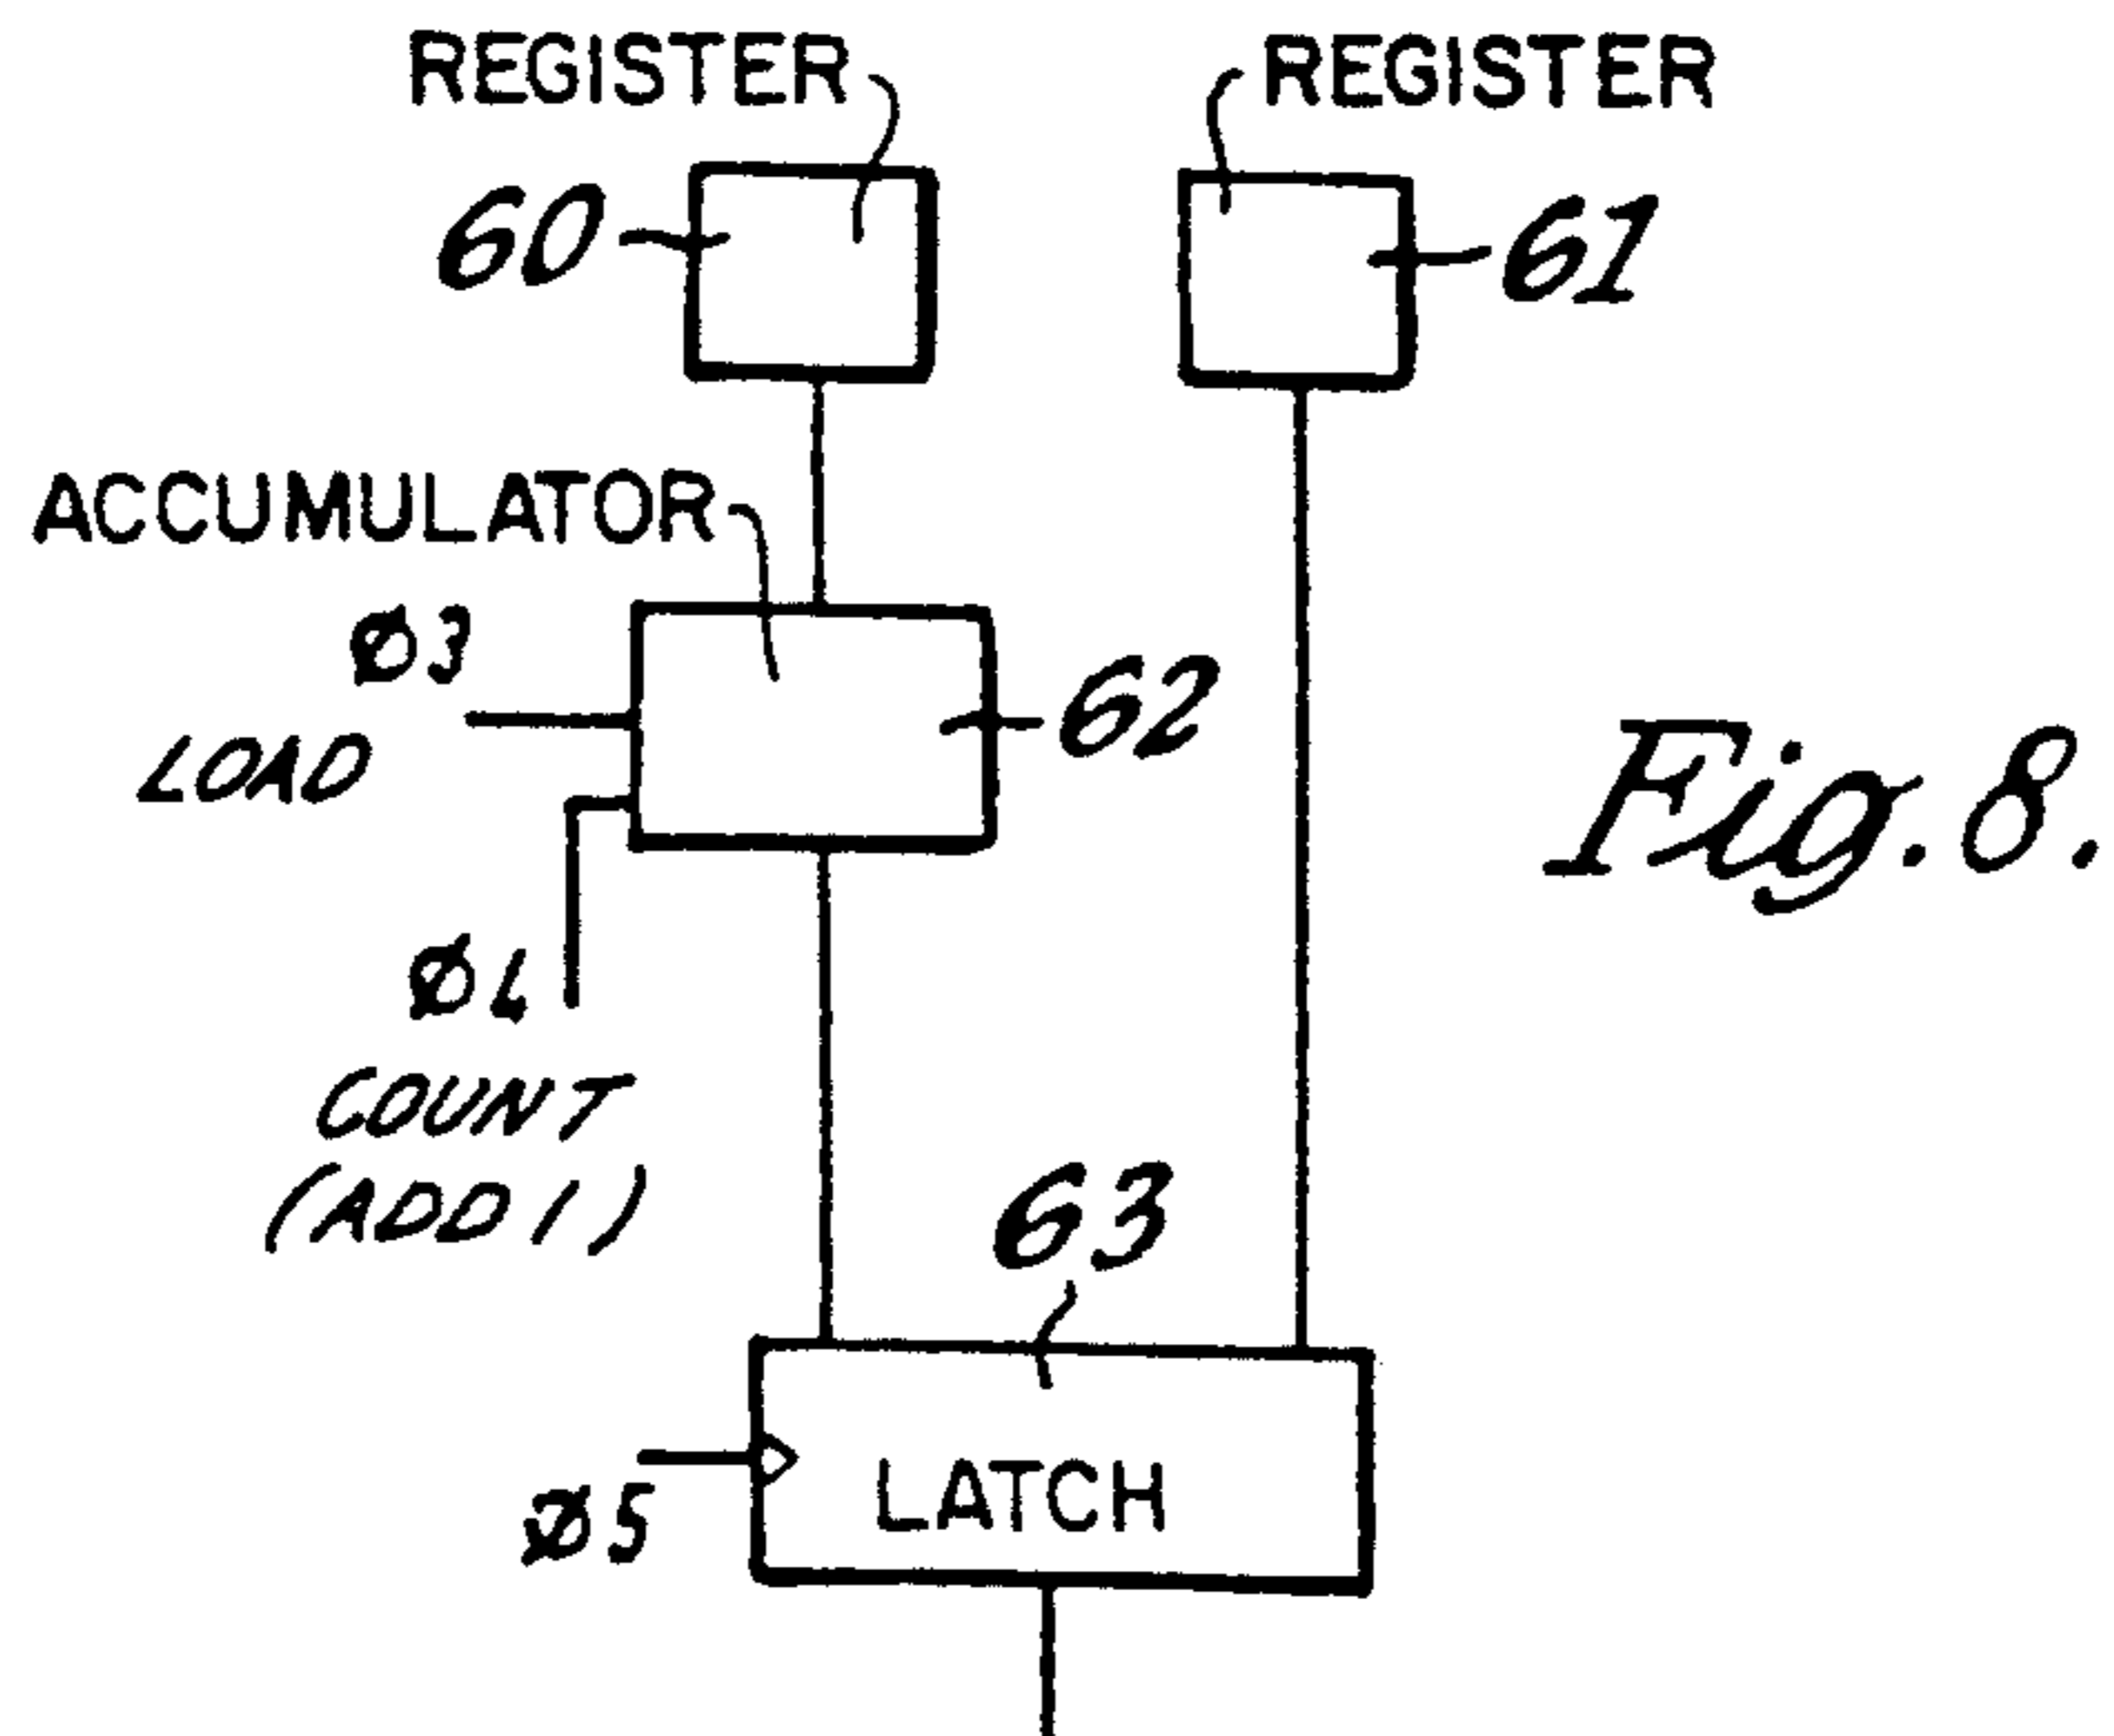 REGISTER
REGISTER
60
61
ACCUMULATOR
Ø3
LOAD
62
Fig. 8.
Ø4
COUNT
(ADD 1)
63
Ø5
LATCH